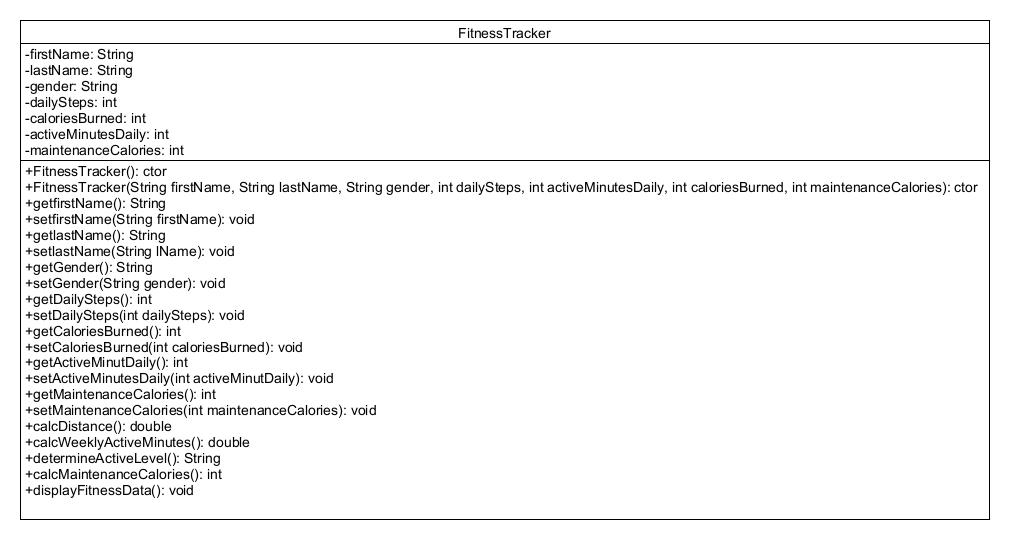 FitnessTracker
-firstName: String
-lastName: String
-gender: String
-dailySteps: int
-caloriesBurned: int
-activeMinutesDaily: int
-maintenanceCalories: int
+FitnessTracker(): ctor
+FitnessTracker(String firstName, String lastName, String gender, int dailySteps, int activeMinutesDaily, int caloriesBurned, int maintenanceCalories): ctor
+getfirstName(): String
+setfirstName(String firstName): void
+getlastName(): String
+setlastName(String lName): void
+getGender(): String
+setGender(String gender): void
+getDailySteps(): int
+setDailySteps(int dailySteps): void
+getCaloriesBurned(): int
+setCaloriesBurned(int caloriesBurned): void
+getActiveMinutDaily(): int
+setActiveMinutesDaily(int activeMinutDaily): void
+getMaintenanceCalories(): int
+setMaintenanceCalories(int maintenanceCalories): void
+calcDistance(): double
+calcWeeklyActiveMinutes(): double
+determineActiveLevel(): String
+calcMaintenanceCalories(): int
+displayFitnessData(): void